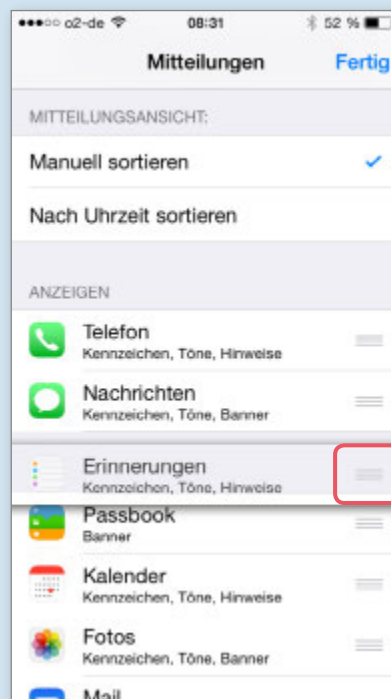 o2-de 08:31 52 %
Mitteilungen Fertig
MITTEILUNGSANSICHT:
Manuell sortieren
Nach Uhrzeit sortieren
ANZEIGEN
Telefon
Kennzeichen, Töne, Hinweise
Nachrichten
Kennzeichen, Töne, Banner
Erinnerungen
Kennzeichen, Töne, Hinweise
Passbook
Banner
Kalender
Kennzeichen, Töne, Hinweise
Fotos
Kennzeichen, Töne, Banner
Mail